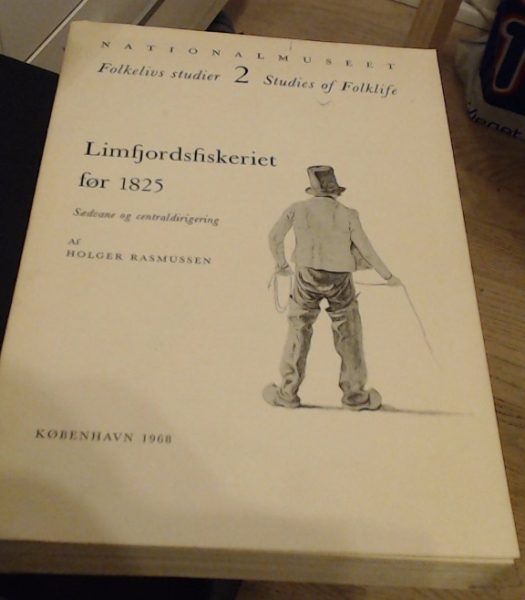 NATIONALMUSEET
Folkelivs studier 2 Studies of Folklife
Limfjordsfiskeriet
før 1825
Sædvane og centraldirigering
Af
HOLGER RASMUSSEN
KØBENHAVN 1968